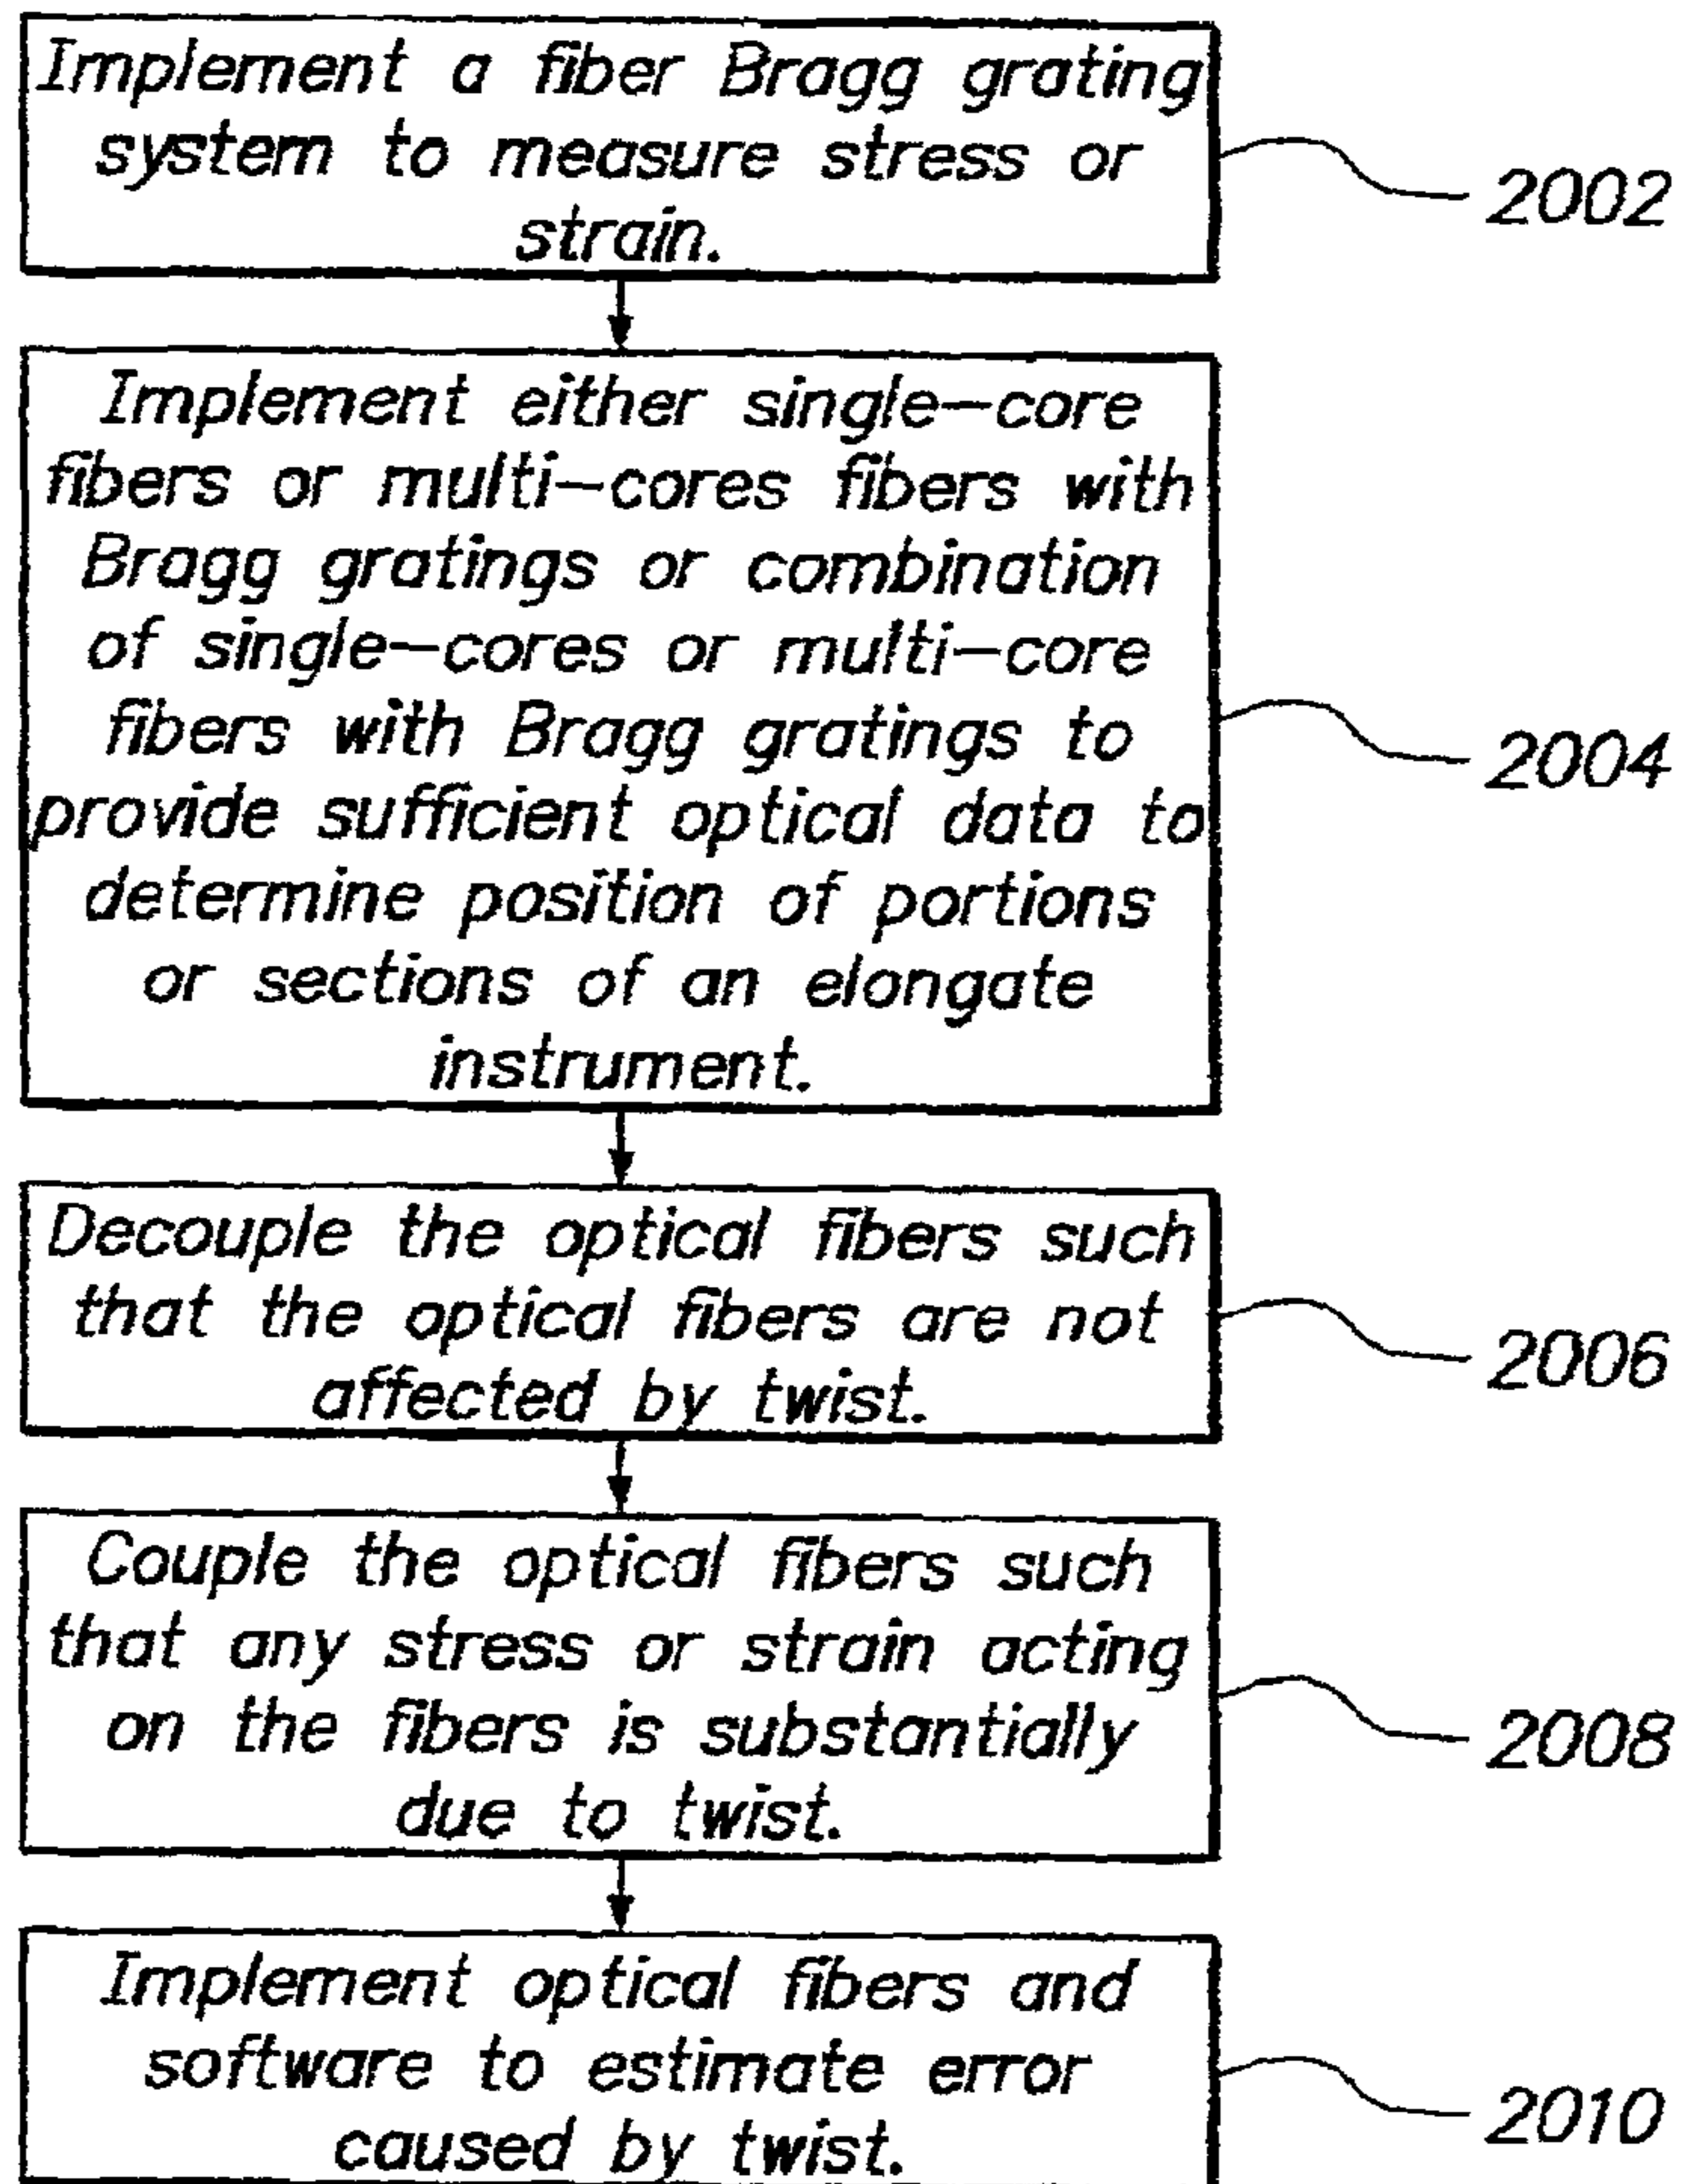 Implement a fiber Bragg grating
system to measure stress or
strain.
2002
Implement either single-core
fibers or multi-cores fibers with
Bragg gratings or combination
of single-cores or multi-core
fibers with Bragg gratings to
provide sufficient optical data to
determine position of portions
or sections of an elongate
instrument.
2004
Decouple the optical fibers such
that the optical fibers are not
affected by twist.
2006
Couple the optical fibers such
that any stress or strain acting
on the fibers is substantially
due to twist.
2008
Implement optical fibers and
software to estimate error
caused by twist.
2010